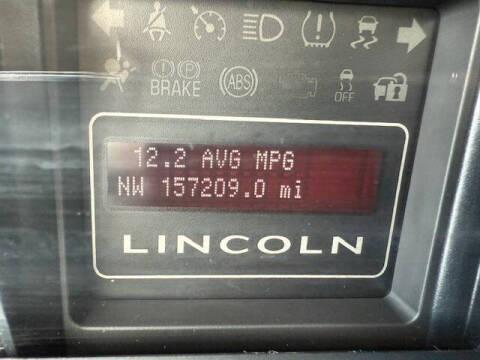 BRAKE
ABS
OFF
12.2 AVG MPG
NW 157209.0 mi
LINCOLN